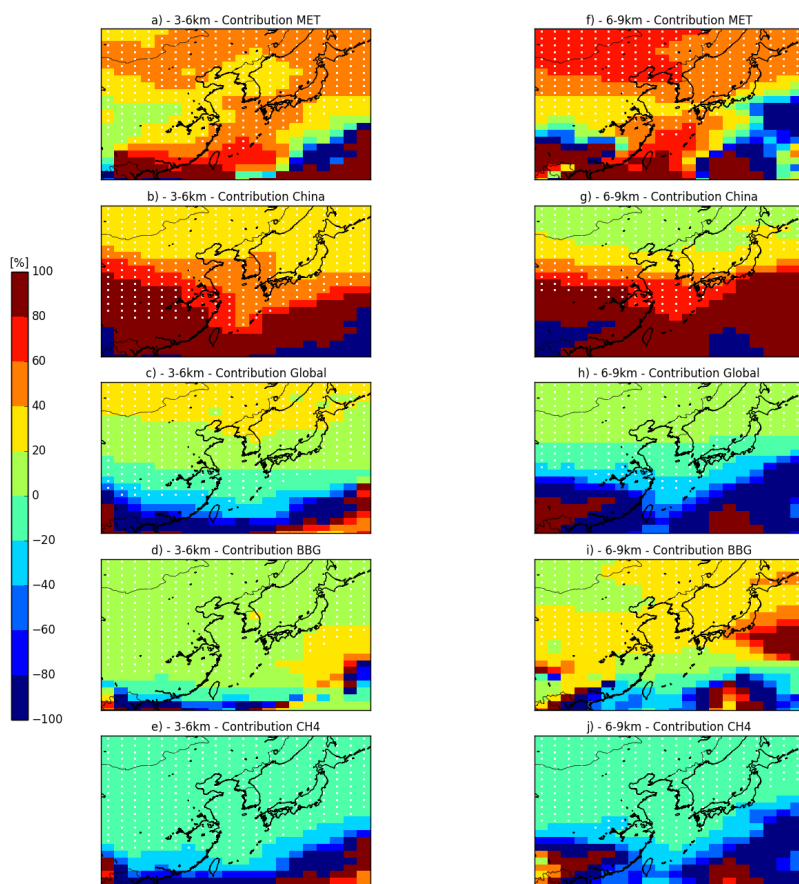 a) - 3-6km - Contribution MET
f) - 6-9km - Contribution MET
b) - 3-6km - Contribution China
g) - 6-9km - Contribution China
[%]
100
80
60
40
20
0
−20
−40
−60
−80
−100
c) - 3-6km - Contribution Global
h) - 6-9km - Contribution Global
d) - 3-6km - Contribution BBG
i) - 6-9km - Contribution BBG
e) - 3-6km - Contribution CH4
j) - 6-9km - Contribution CH4